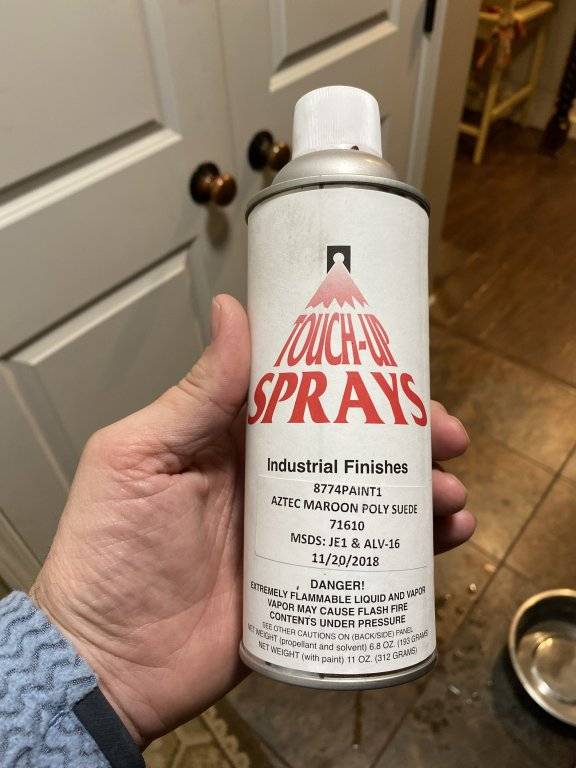 TOUCH-UP
SPRAYS
Industrial Finishes
8774PAINT1
AZTEC MAROON POLY SUEDE
71610
MSDS: JE1 & ALV-16
11/20/2018
DANGER!
EXTREMELY FLAMMABLE LIQUID AND VAPOR
VAPOR MAY CAUSE FLASH FIRE
CONTENTS UNDER PRESSURE
SEE OTHER CAUTIONS ON (BACK/SIDE) PANEL
NET WEIGHT (propellant and solvent) 6.8 OZ. (193 GRAMS)
NET WEIGHT (with paint) 11 OZ. (312 GRAMS)